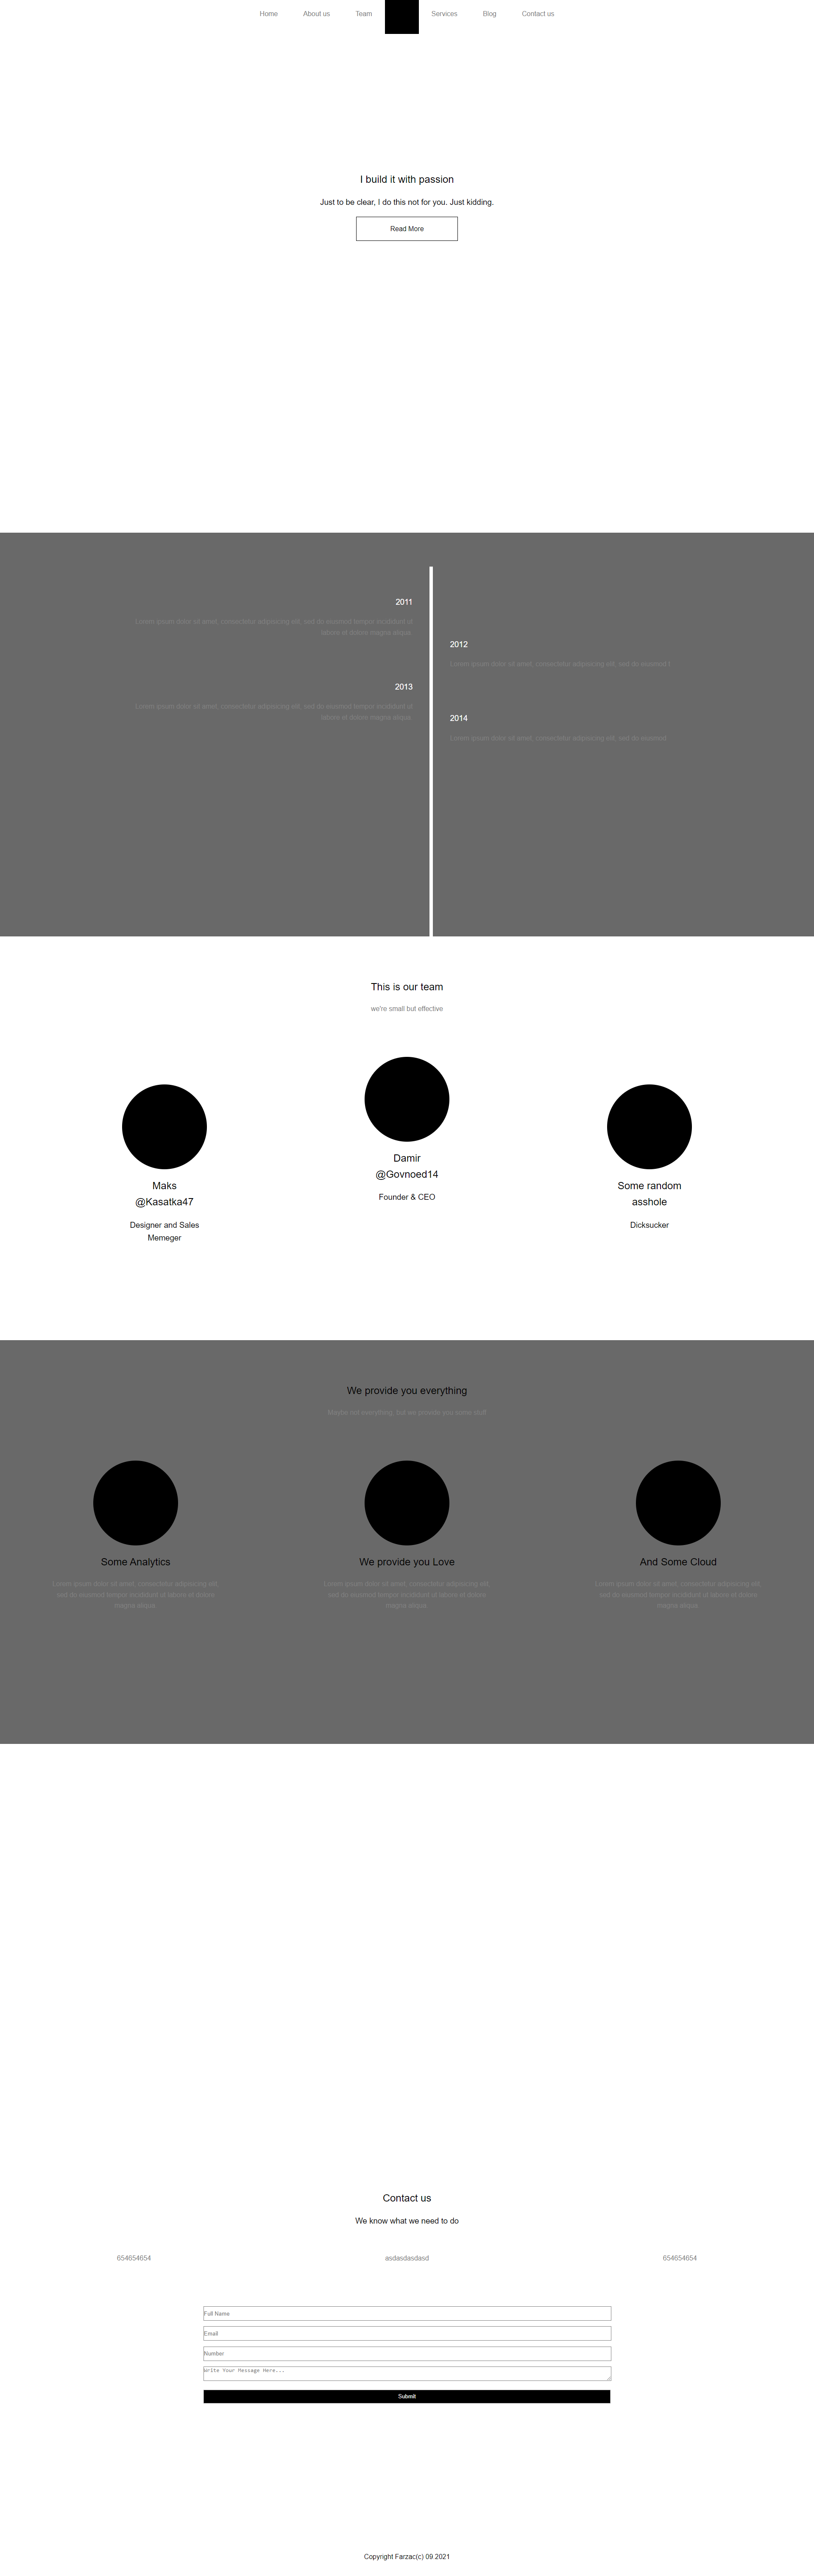 Home About us Team Services Blog Contact us
I build it with passion
Just to be clear, I do this not for you. Just kidding.
Read More
2011
Lorem ipsum dolor sit amet, consectetur adipiscing elit, sed do eiusmod tempor incididunt ut
labore et dolore magna aliqua.
2012
Lorem ipsum dolor sit amet, consectetur adipiscing elit, sed do eiusmod t
2013
Lorem ipsum dolor sit amet, consectetur adipiscing elit, sed do eiusmod tempor incididunt ut
labore et dolore magna aliqua.
2014
Lorem ipsum dolor sit amet, consectetur adipiscing elit, sed do eiusmod
This is our team
we're small but effective
Damir
@Govnoed14
Founder & CEO
Maks
@Kasatka47
Designer and Sales
Memeger
Some random
asshole
Dicksucker
We provide you everything
Maybe not everything, but we provide you some stuff
Some Analytics
Lorem ipsum dolor sit amet, consectetur adipiscing elit,
sed do eiusmod tempor incididunt ut labore et dolore
magna aliqua.
We provide you Love
Lorem ipsum dolor sit amet, consectetur adipiscing elit,
sed do eiusmod tempor incididunt ut labore et dolore
magna aliqua.
And Some Cloud
Lorem ipsum dolor sit amet, consectetur adipiscing elit,
sed do eiusmod tempor incididunt ut labore et dolore
magna aliqua.
Contact us
We know what we need to do
654654654 asdasdasdasd 654654654
Full Name
Email
Number
Write Your Message Here...
Submit
Copyright Farzac(c) 09.2021